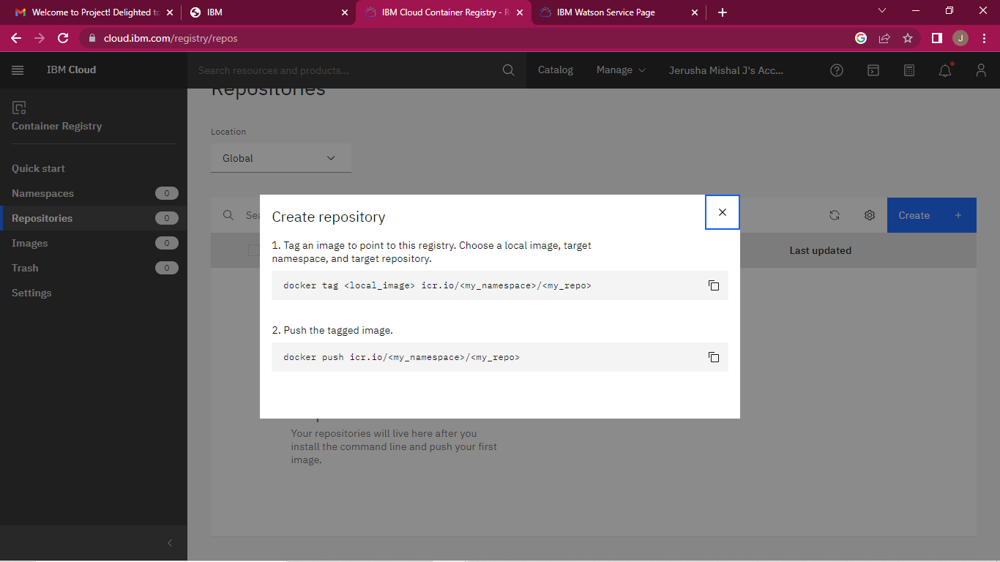 Welcome to Project! Delighted to
IBM
IBM Cloud Container Registry - R
IBM Watson Service Page
cloud.ibm.com/registry/repos
J
IBM Cloud
Search resources and products...
Catalog
Manage
Jerusha Mishal J's Acc...
Repositories
Container Registry
Location
Global
Quick start
Namespaces 0
Repositories 0
Images 0
Trash 0
Settings
Create +
Last updated
Create repository
1. Tag an image to point to this registry. Choose a local image, target
namespace, and target repository.
docker tag <local_image> icr.io/<my_namespace>/<my_repo>
2. Push the tagged image.
docker push icr.io/<my_namespace>/<my_repo>
Your repositories will live here after you
install the command line and push your first
image.